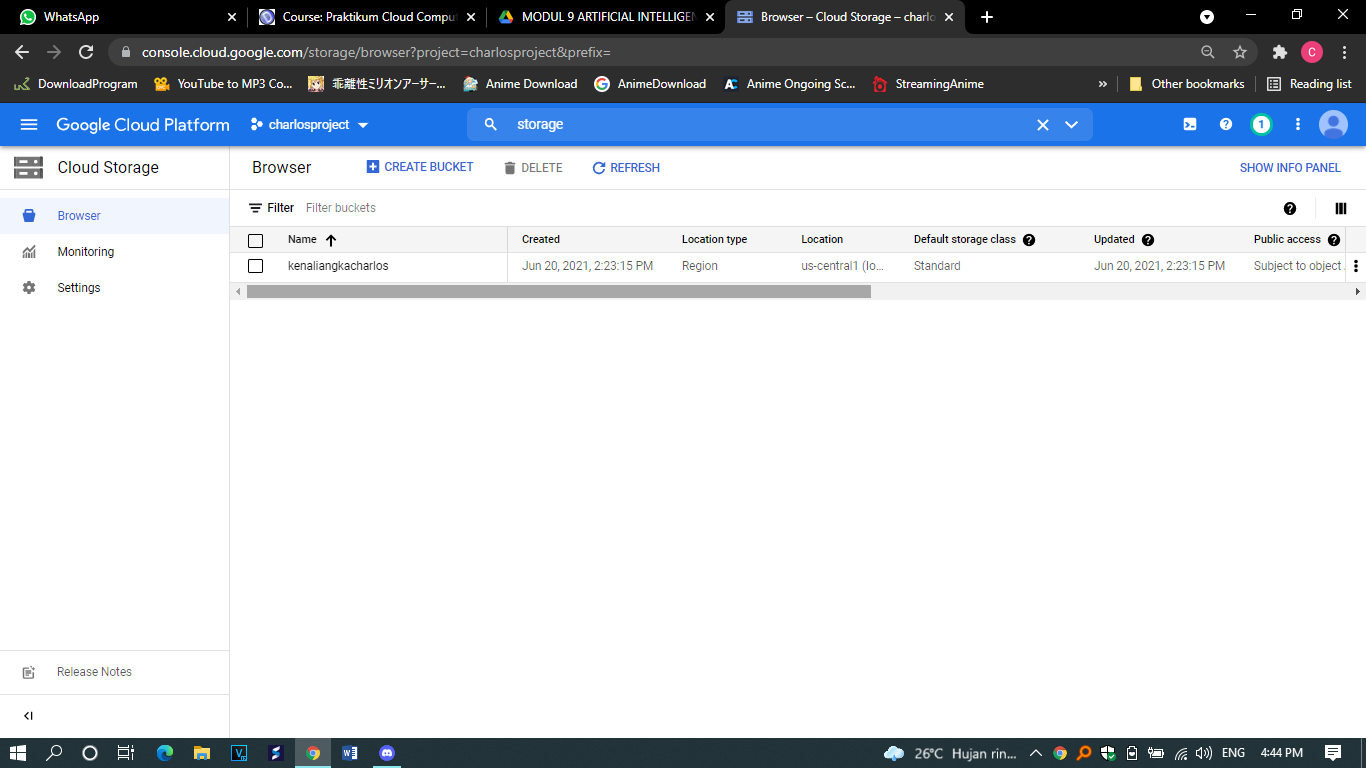 WhatsApp
Course: Praktikum Cloud Comput
MODUL 9 ARTIFICIAL INTELLIGEN
Browser – Cloud Storage – charlo
console.cloud.google.com/storage/browser?project=charlosproject&prefix=
C
DownloadProgram
YouTube to MP3 Co...
乖離性ミリオンアーサー...
Anime Download
AnimeDownload
Anime Ongoing Sc...
StreamingAnime
»
Other bookmarks
Reading list
Google Cloud Platform
charlosproject
storage
1
Cloud Storage
Browser
CREATE BUCKET
DELETE
REFRESH
SHOW INFO PANEL
Browser
Monitoring
Settings
Filter Filter buckets
Name Created Location type Location Default storage class Updated Public access
kenaliangkacharlos Jun 20, 2021, 2:23:15 PM Region us-central1 (Io... Standard Jun 20, 2021, 2:23:15 PM Subject to object
Release Notes
26°C Hujan rin...
ENG
4:44 PM